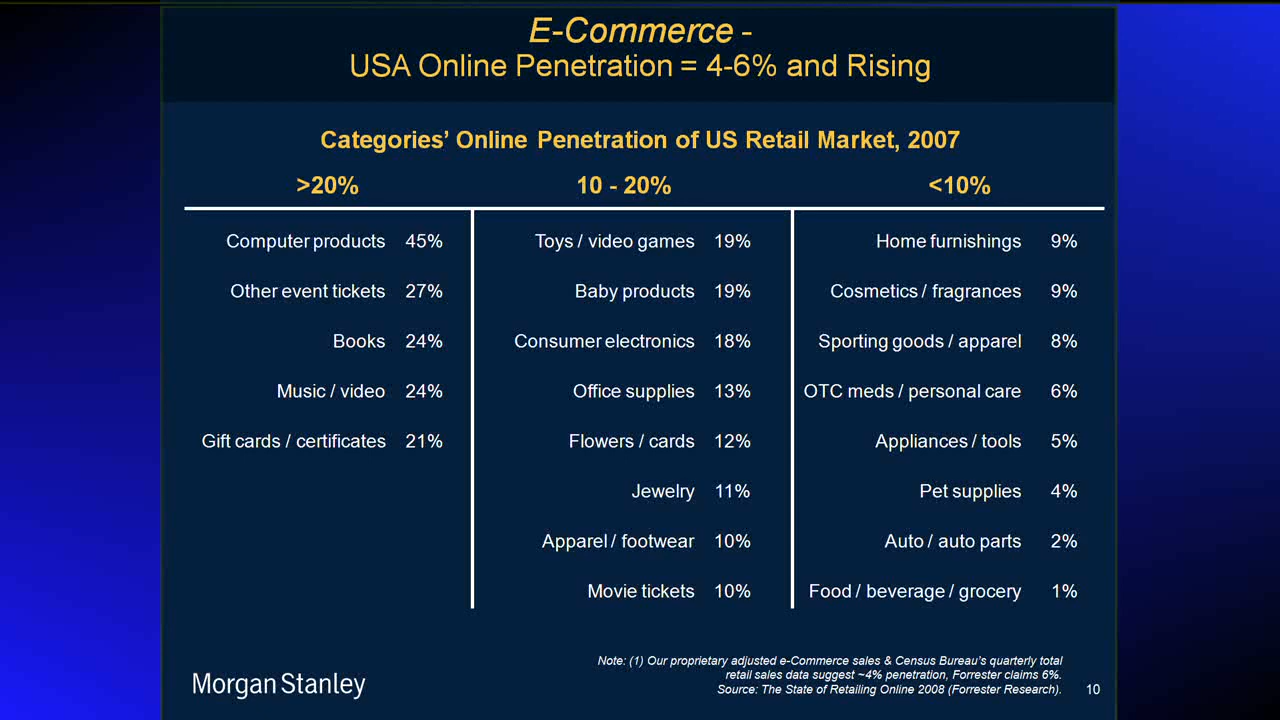 E-Commerce -
USA Online Penetration = 4-6% and Rising
Categories’ Online Penetration of US Retail Market, 2007
>20% 10 - 20% <10%
Computer products 45% Toys / video games 19% Home furnishings 9%
Other event tickets 27% Baby products 19% Cosmetics / fragrances 9%
Books 24% Consumer electronics 18% Sporting goods / apparel 8%
Music / video 24% Office supplies 13% OTC meds / personal care 6%
Gift cards / certificates 21% Flowers / cards 12% Appliances / tools 5%
Jewelry 11% Pet supplies 4%
Apparel / footwear 10% Auto / auto parts 2%
Movie tickets 10% Food / beverage / grocery 1%
Note: (1) Our proprietary adjusted e-Commerce sales & Census Bureau’s quarterly total
retail sales data suggest ~4% penetration, Forrester claims 6%.
Source: The State of Retailing Online 2008 (Forrester Research).
Morgan Stanley
10